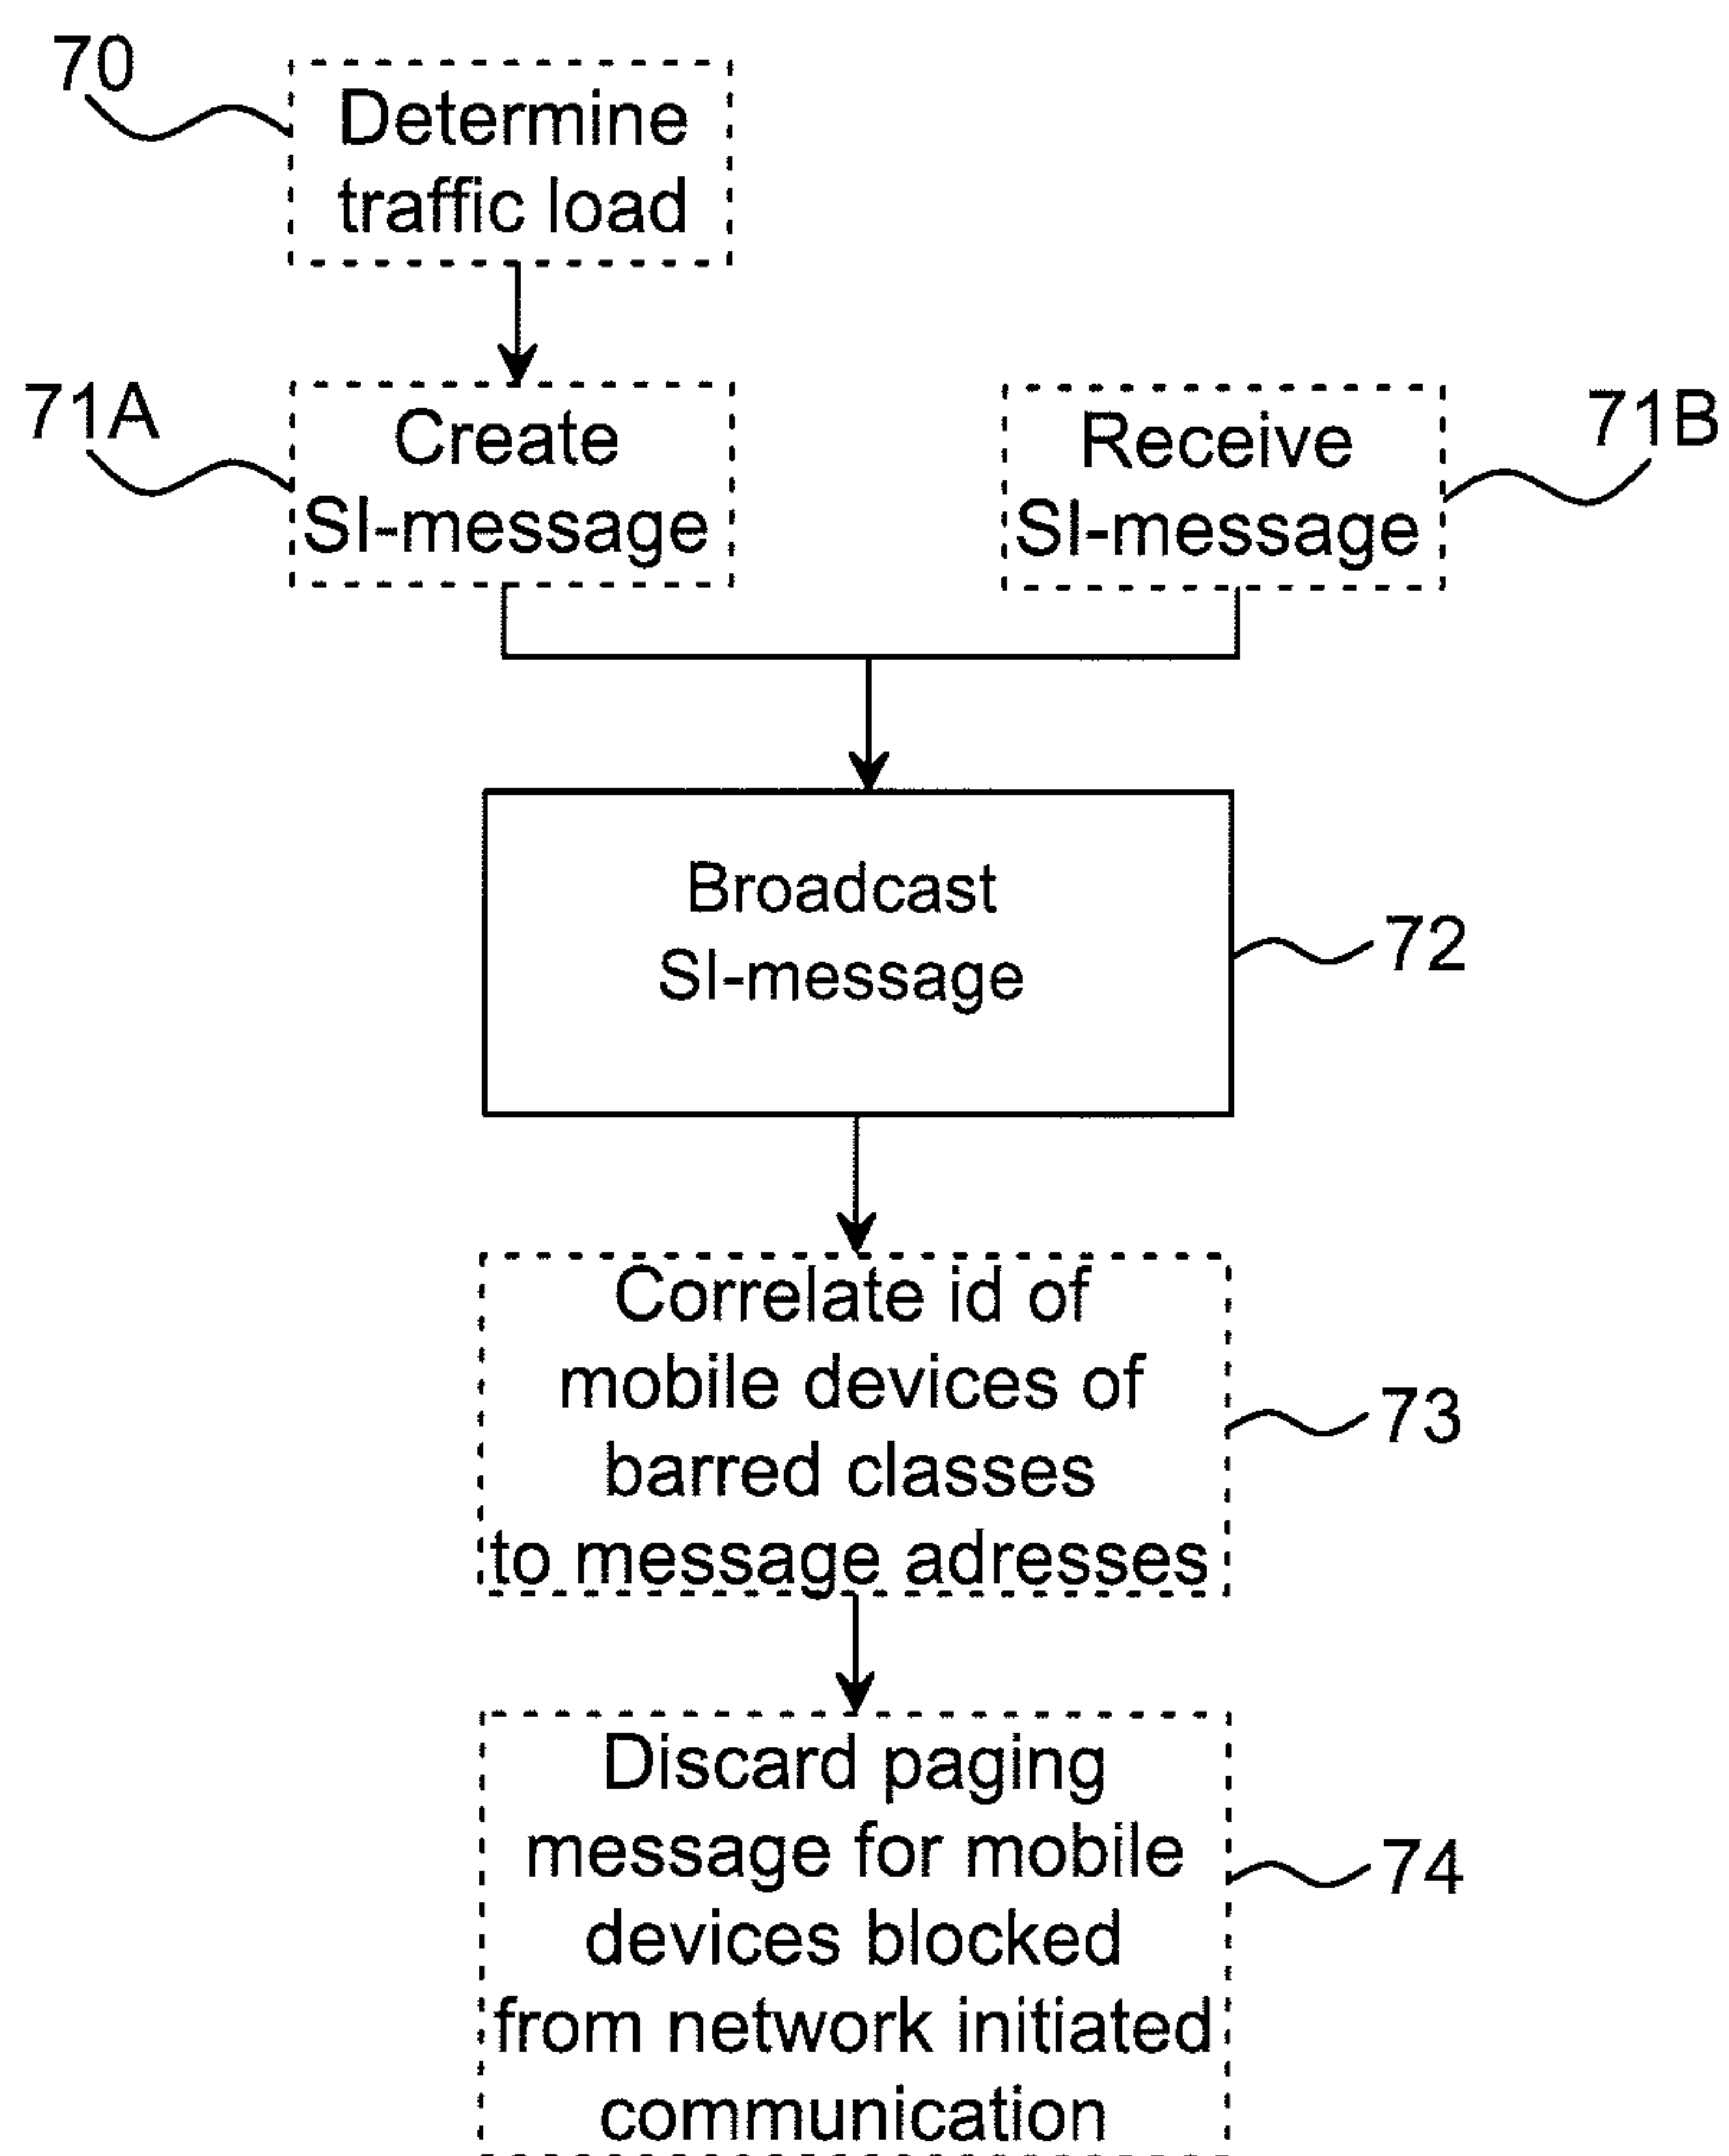 70
Determine
traffic load
71A
Create
SI-message
Receive
SI-message
71B
Broadcast
SI-message
72
Correlate id of
mobile devices of
barred classes
to message adresses
73
Discard paging
message for mobile
devices blocked
from network initiated
communication
74